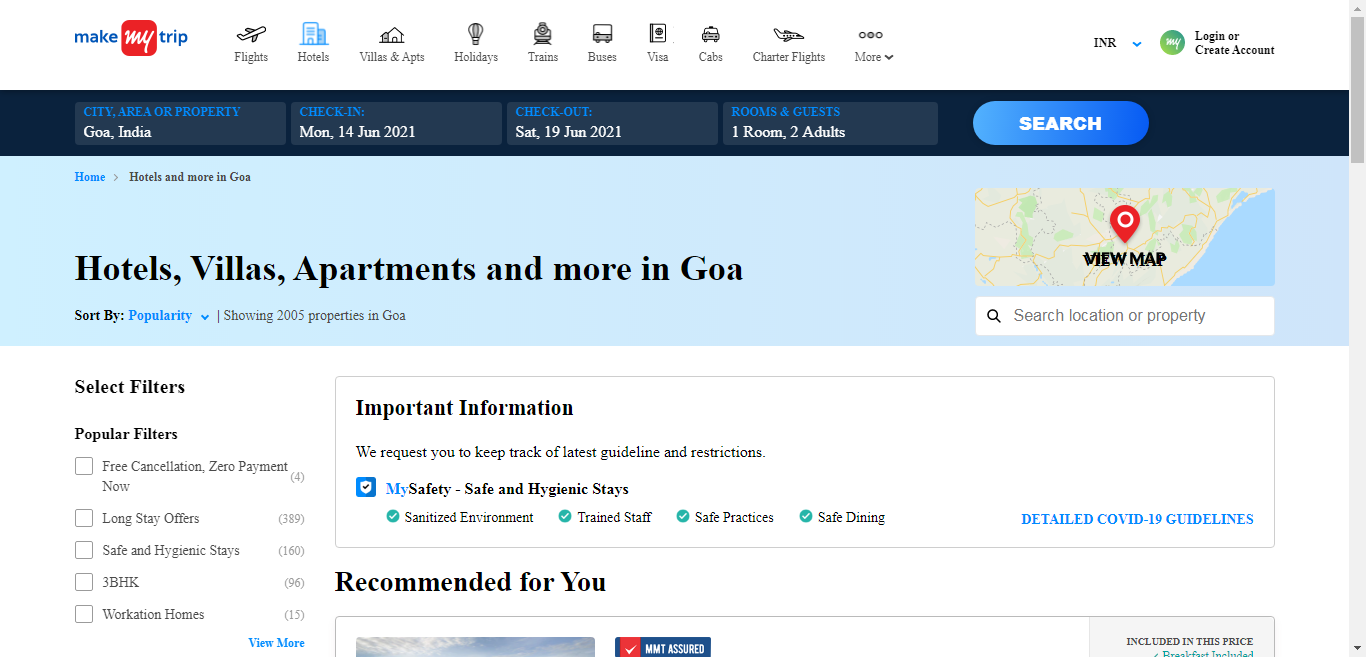 make my trip
Flights
Hotels
Villas & Apts
Holidays
Trains
Buses
Visa
Cabs
Charter Flights
More
INR
my
Login or
Create Account
CITY, AREA OR PROPERTY
Goa, India
CHECK-IN:
Mon, 14 Jun 2021
CHECK-OUT:
Sat, 19 Jun 2021
ROOMS & GUESTS
1 Room, 2 Adults
SEARCH
Home > Hotels and more in Goa
VIEW MAP
Hotels, Villas, Apartments and more in Goa
Sort By: Popularity | Showing 2005 properties in Goa
Search location or property
Select Filters
Popular Filters
Free Cancellation, Zero Payment
Now (4)
Long Stay Offers (389)
Safe and Hygienic Stays (160)
3BHK (96)
Workation Homes (15)
View More
Important Information
We request you to keep track of latest guideline and restrictions.
MySafety - Safe and Hygienic Stays
Sanitized Environment Trained Staff Safe Practices Safe Dining
DETAILED COVID-19 GUIDELINES
Recommended for You
MMT ASSURED
INCLUDED IN THIS PRICE
✓ Breakfast Included